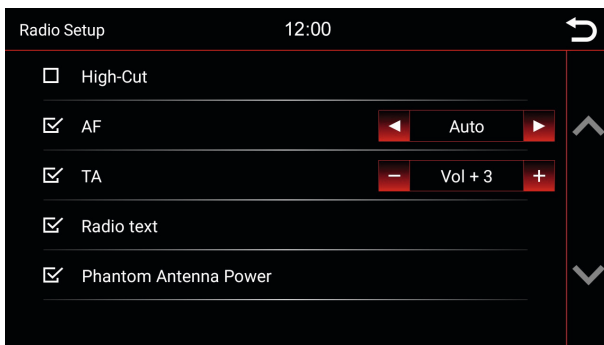 Radio Setup 12:00
High-Cut
AF Auto
TA − Vol + 3 +
Radio text
Phantom Antenna Power